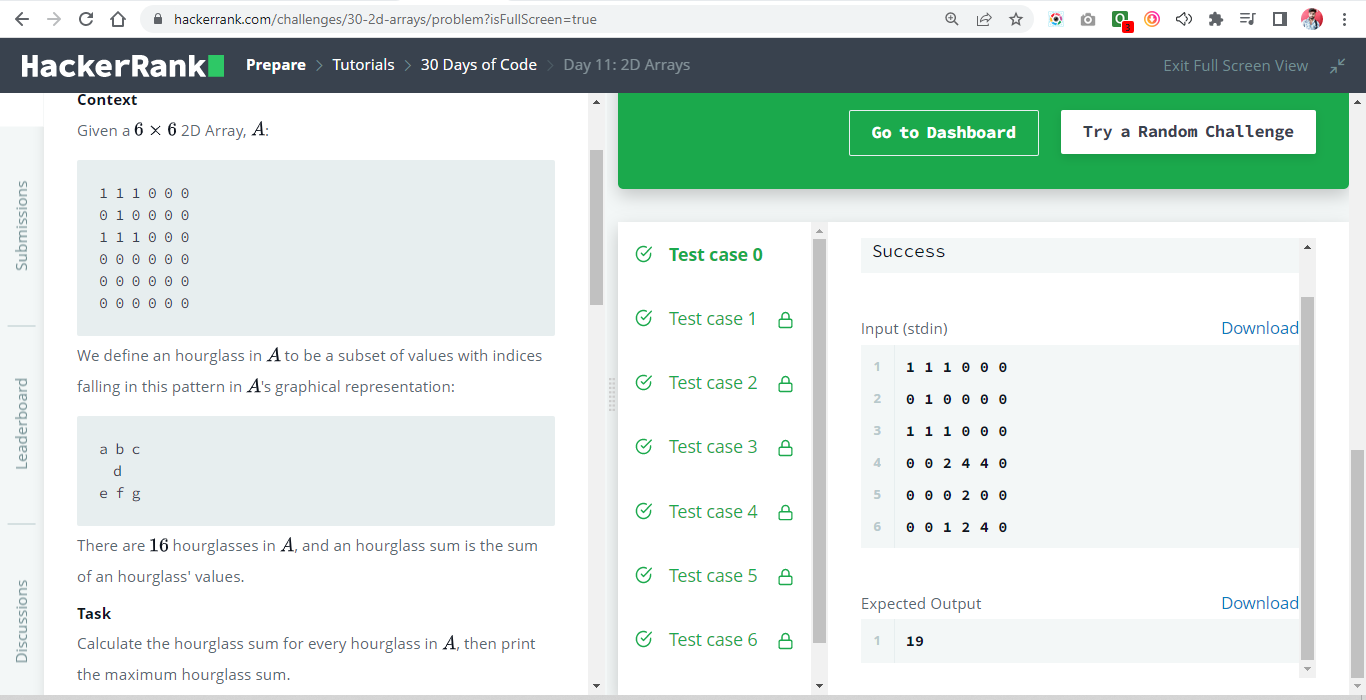 hackerrank.com/challenges/30-2d-arrays/problem?isFullScreen=true
3
HackerRank
Prepare > Tutorials > 30 Days of Code > Day 11: 2D Arrays
Exit Full Screen View
Submissions
Leaderboard
Discussions
Context
Given a 6 × 6 2D Array, A:
1 1 1 0 0 0
0 1 0 0 0 0
1 1 1 0 0 0
0 0 0 0 0 0
0 0 0 0 0 0
0 0 0 0 0 0
We define an hourglass in A to be a subset of values with indices
falling in this pattern in A's graphical representation:
a b c
d
e f g
There are 16 hourglasses in A, and an hourglass sum is the sum
of an hourglass' values.
Task
Calculate the hourglass sum for every hourglass in A, then print
the maximum hourglass sum.
Go to Dashboard
Try a Random Challenge
Test case 0
Test case 1
Test case 2
Test case 3
Test case 4
Test case 5
Test case 6
Success
Input (stdin)
Download
1 1 1 1 0 0 0
2 0 1 0 0 0 0
3 1 1 1 0 0 0
4 0 0 2 4 4 0
5 0 0 0 2 0 0
6 0 0 1 2 4 0
Expected Output
Download
1 19